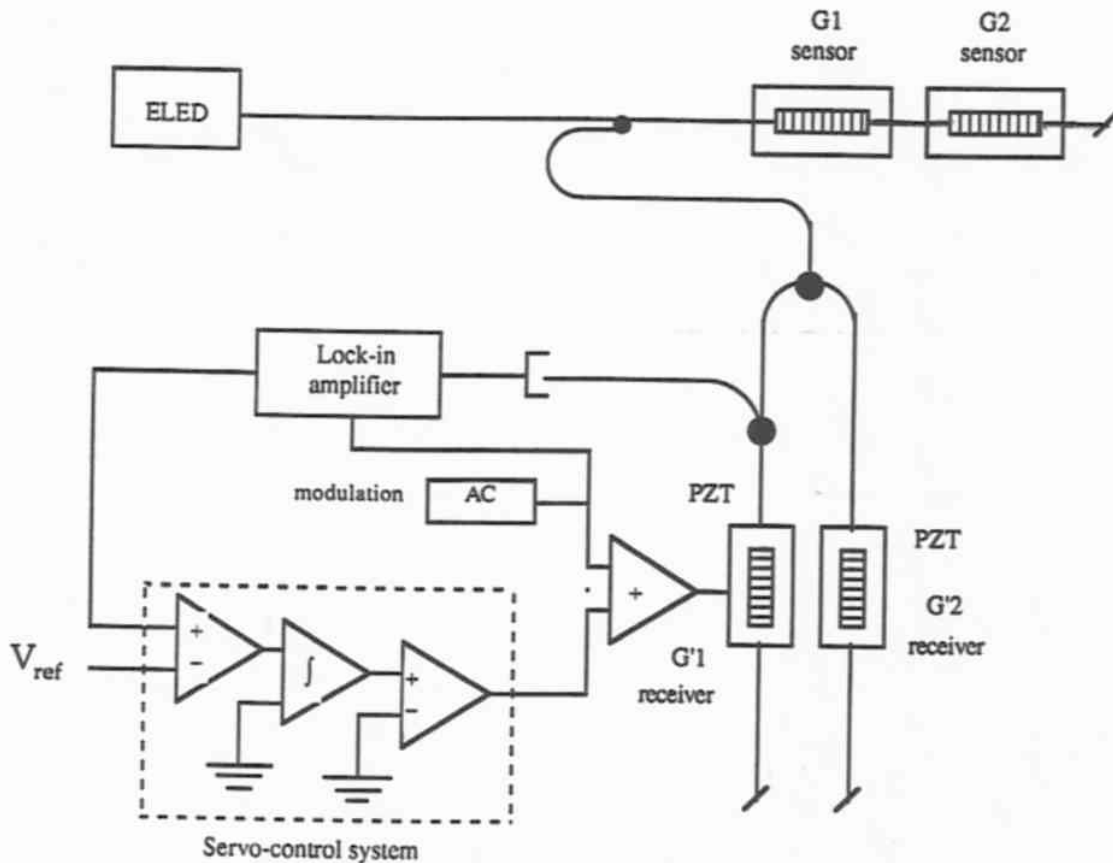 G1
sensor
G2
sensor
ELED
Lock-in
amplifier
modulation
AC
PZT
PZT
+
+
−
∫
+
−
V_ref
G'1
receiver
G'2
receiver
Servo-control system